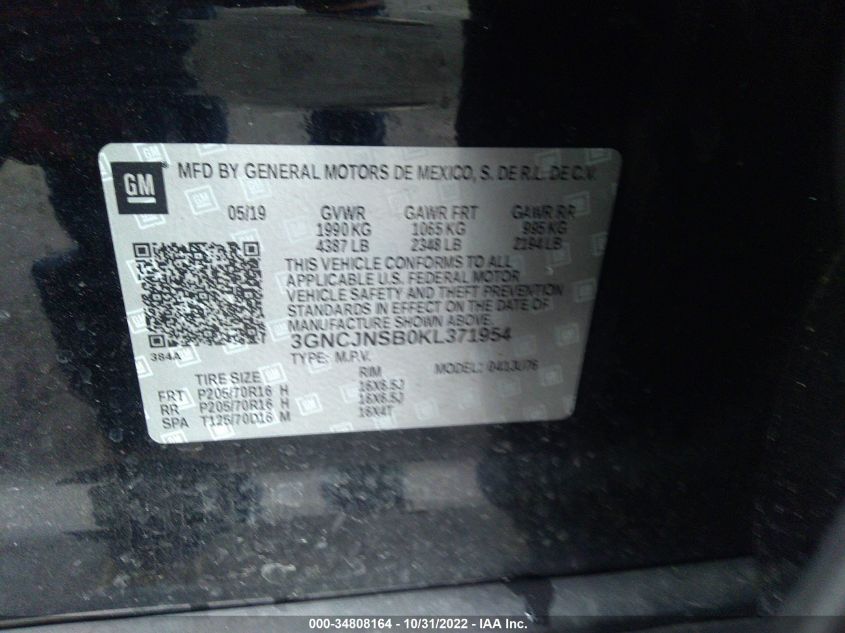 GM
MFD BY GENERAL MOTORS DE MEXICO, S. DE R.L. DE C.V.
05/19 GVWR GAWR FRT GAWR RR
1990 KG 1065 KG 995 KG
4387 LB 2348 LB 2194 LB
THIS VEHICLE CONFORMS TO ALL
APPLICABLE U.S. FEDERAL MOTOR
VEHICLE SAFETY AND THEFT PREVENTION
STANDARDS IN EFFECT ON THE DATE OF
MANUFACTURE SHOWN ABOVE.
384A
3GNCJNSB0KL371954
TYPE: M.P.V. MODEL:
TIRE SIZE RIM
FRT P205/70R16 H 16X6.5J
RR P205/70R16 H 16X6.5J
SPA T125/70D16 M 16X4T
000-34808164 - 10/31/2022 - IAA Inc.